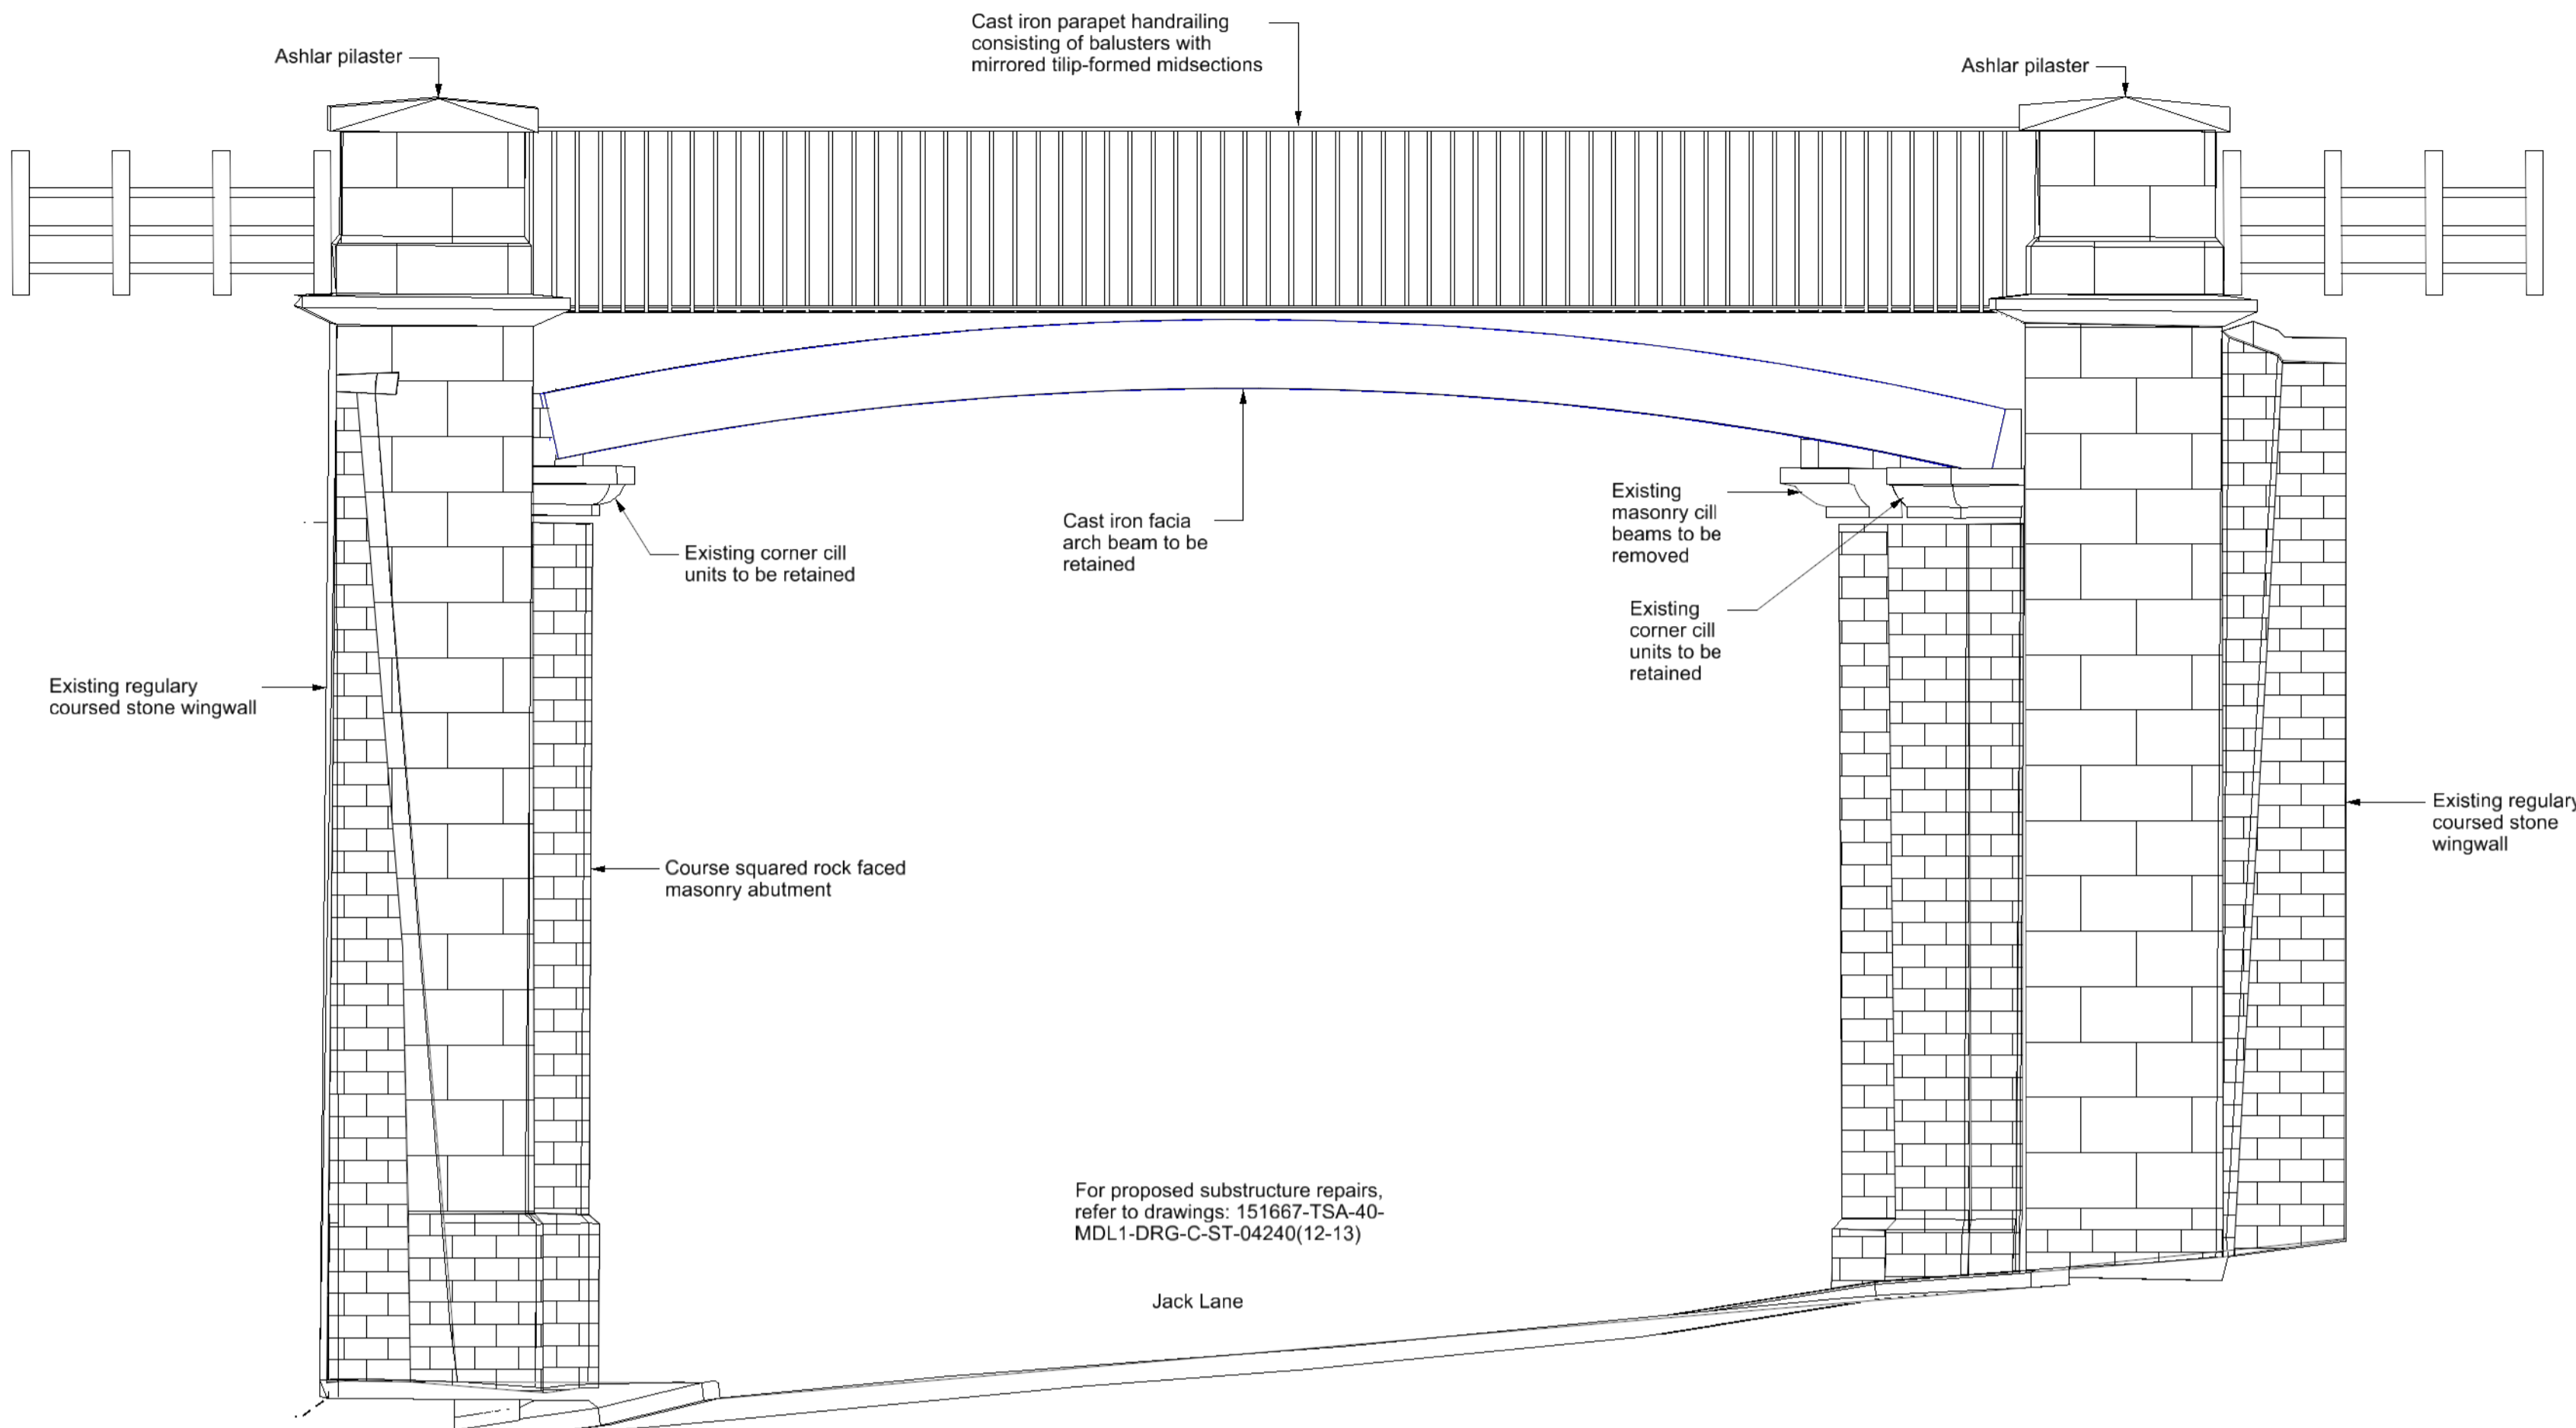 Cast iron parapet handrailing
consisting of balusters with
mirrored tilip-formed midsections
Ashlar pilaster
Ashlar pilaster
Existing
masonry cill
beams to be
removed
Cast iron facia
arch beam to be
retained
Existing corner cill
units to be retained
Existing
corner cill
units to be
retained
Existing regulary
coursed stone wingwall
Existing regulary
coursed stone
wingwall
Course squared rock faced
masonry abutment
For proposed substructure repairs,
refer to drawings: 151667-TSA-40-
MDL1-DRG-C-ST-04240(12-13)
Jack Lane